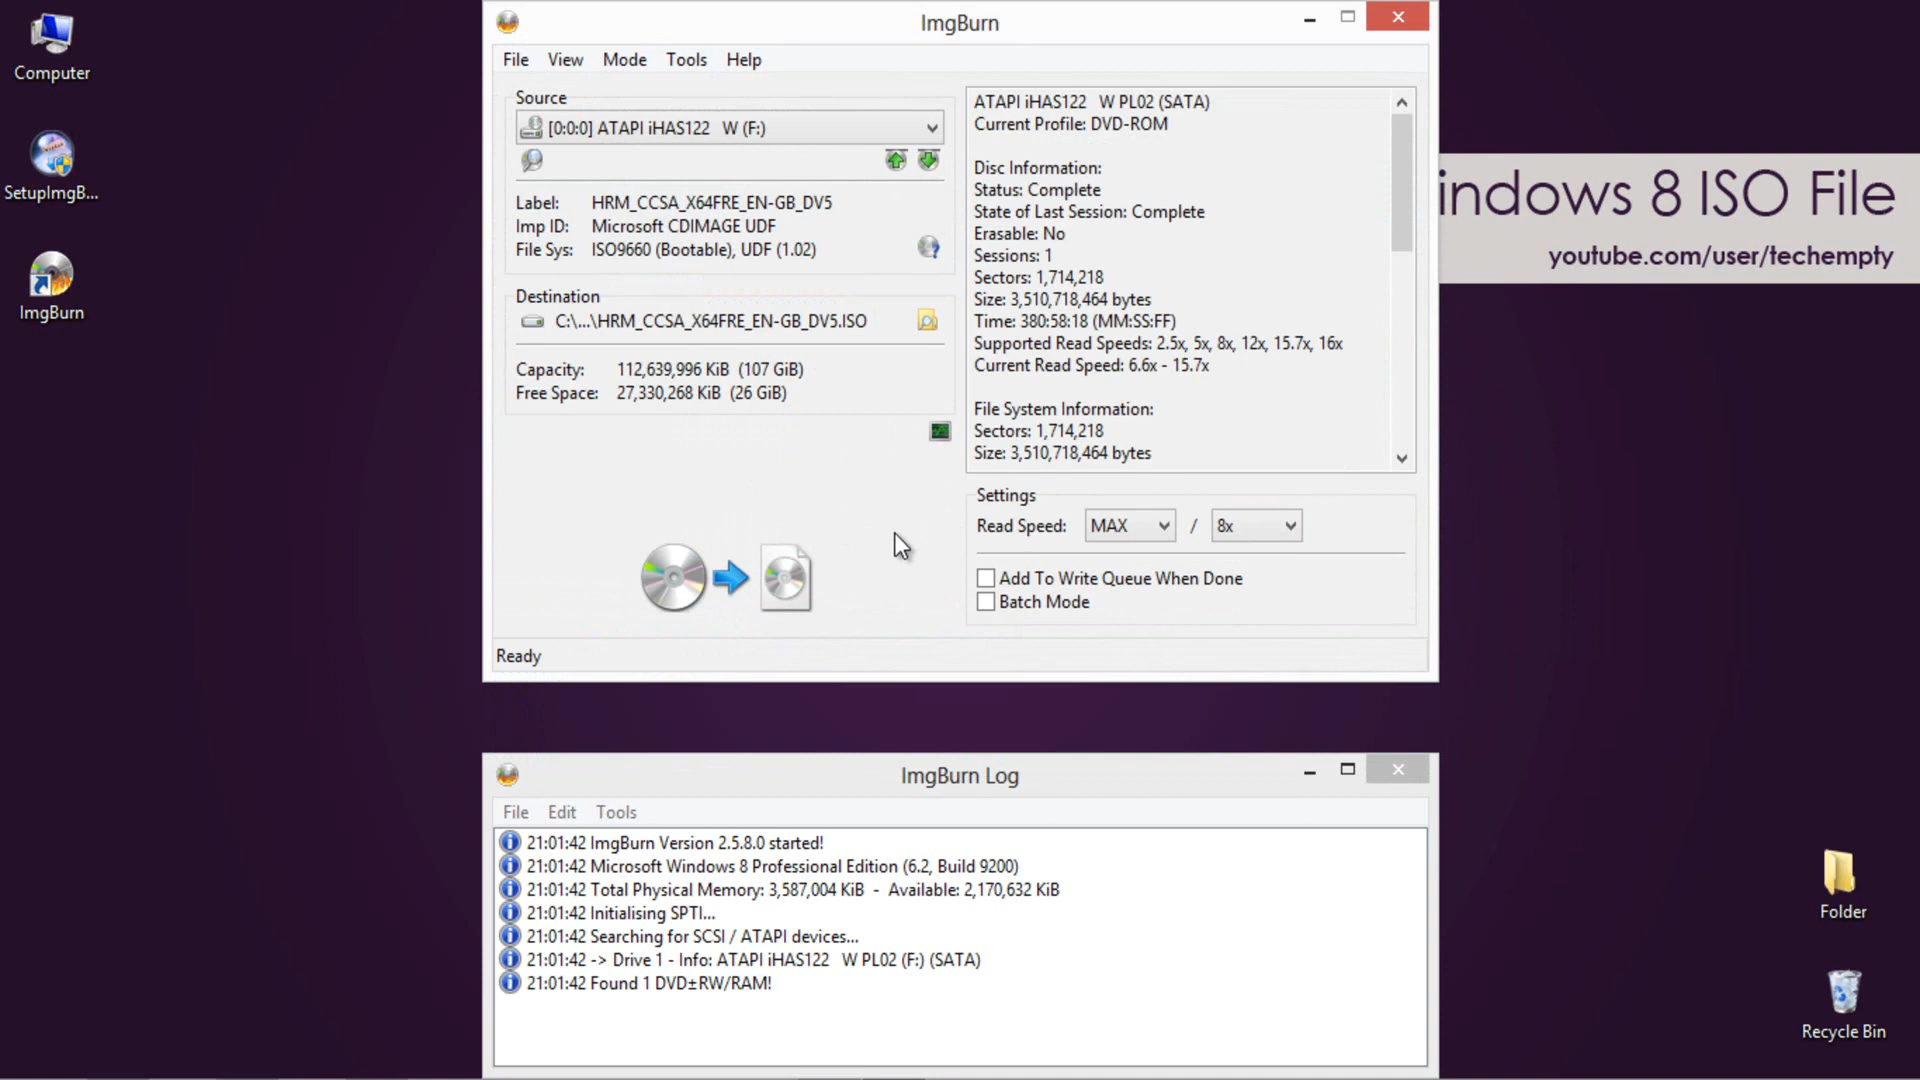 Computer
SetupImgB...
ImgBurn
ImgBurn
File View Mode Tools Help
Source
[0:0:0] ATAPI iHAS122 W (F:)
Label: HRM_CCSA_X64FRE_EN-GB_DV5
Imp ID: Microsoft CDIMAGE UDF
File Sys: ISO9660 (Bootable), UDF (1.02)
Destination
C:\...\HRM_CCSA_X64FRE_EN-GB_DV5.ISO
Capacity: 112,639,996 KiB (107 GiB)
Free Space: 27,330,268 KiB (26 GiB)
ATAPI iHAS122 W PL02 (SATA)
Current Profile: DVD-ROM
Disc Information:
Status: Complete
State of Last Session: Complete
Erasable: No
Sessions: 1
Sectors: 1,714,218
Size: 3,510,718,464 bytes
Time: 380:58:18 (MM:SS:FF)
Supported Read Speeds: 2.5x, 5x, 8x, 12x, 15.7x, 16x
Current Read Speed: 6.6x - 15.7x
File System Information:
Sectors: 1,714,218
Size: 3,510,718,464 bytes
Settings
Read Speed: MAX / 8x
Add To Write Queue When Done
Batch Mode
Ready
indows 8 ISO File
youtube.com/user/techempty
ImgBurn Log
File Edit Tools
21:01:42 ImgBurn Version 2.5.8.0 started!
21:01:42 Microsoft Windows 8 Professional Edition (6.2, Build 9200)
21:01:42 Total Physical Memory: 3,587,004 KiB - Available: 2,170,632 KiB
21:01:42 Initialising SPTI...
21:01:42 Searching for SCSI / ATAPI devices...
21:01:42 -> Drive 1 - Info: ATAPI iHAS122 W PL02 (F:) (SATA)
21:01:42 Found 1 DVD±RW/RAM!
Folder
Recycle Bin